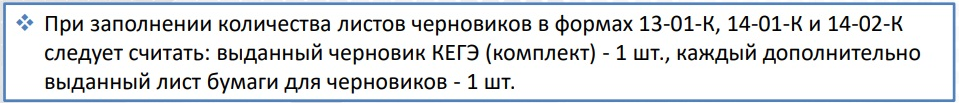 ❖ При заполнении количества листов черновиков в формах 13-01-К, 14-01-К и 14-02-К
следует считать: выданный черновик КЕГЭ (комплект) - 1 шт., каждый дополнительно
выданный лист бумаги для черновиков - 1 шт.